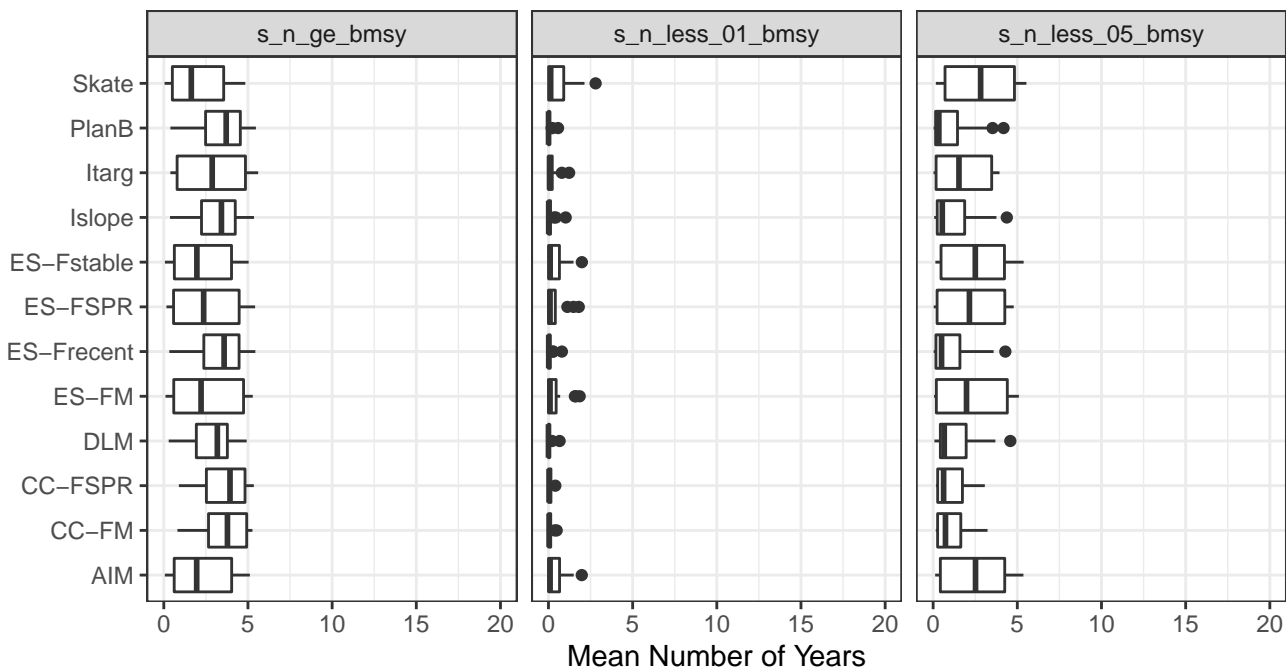 s_n_ge_bmsy s_n_less_01_bmsy s_n_less_05_bmsy
Skate
PlanB
Itarg
Islope
ES−Fstable
ES−FSPR
ES−Frecent
ES−FM
DLM
CC−FSPR
CC−FM
AIM
0 5 10 15 20 0 5 10 15 20 0 5 10 15 20
Mean Number of Years